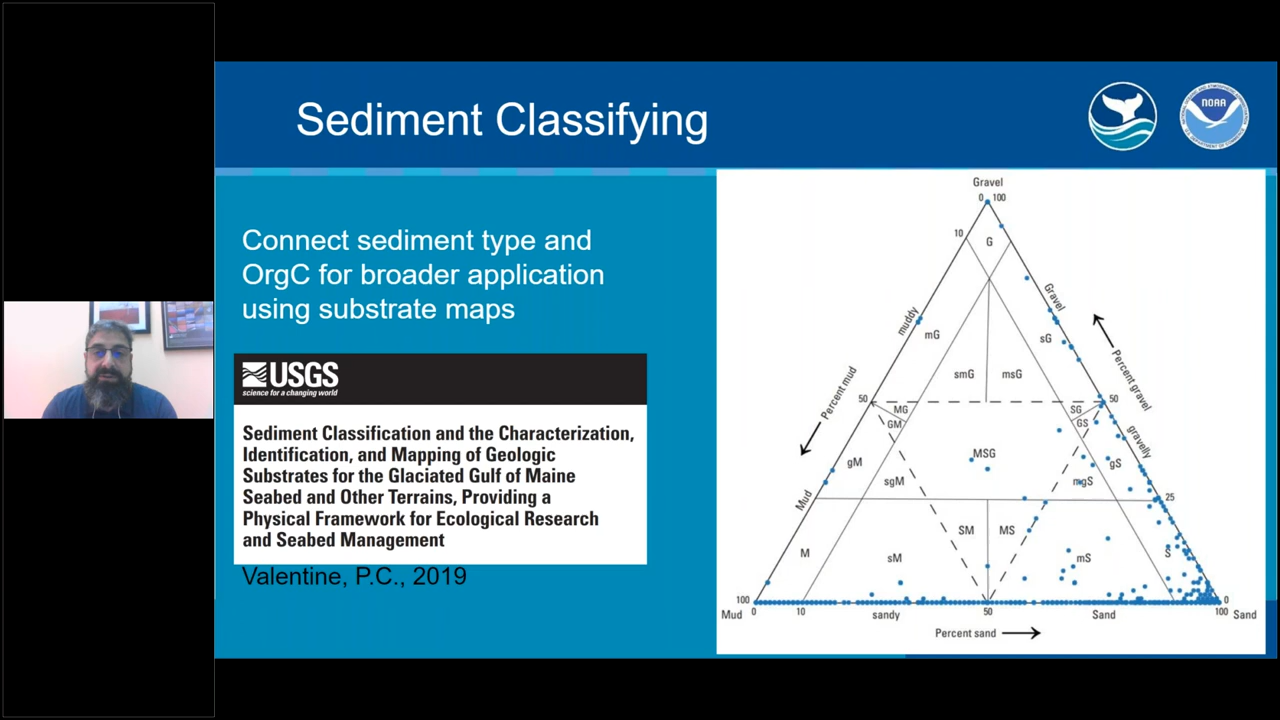 Sediment Classifying
NOAA
Connect sediment type and
OrgC for broader application
using substrate maps
USGS
science for a changing world
Sediment Classification and the Characterization,
Identification, and Mapping of Geologic
Substrates for the Glaciated Gulf of Maine
Seabed and Other Terrains, Providing a
Physical Framework for Ecological Research
and Seabed Management
Valentine, P.C., 2019
Gravel
0 100
10
G
Gravel
muddy
mG
sG
smG
msG
Percent mud
Percent gravel
50
50
MG
GM
SG
GS
gravelly
MSG
gM
gS
sgM
mgS
Mud
25
SM
MS
M
S
sM
mS
100
0
Mud
0
10
sandy
50
Sand
100
Sand
Percent sand